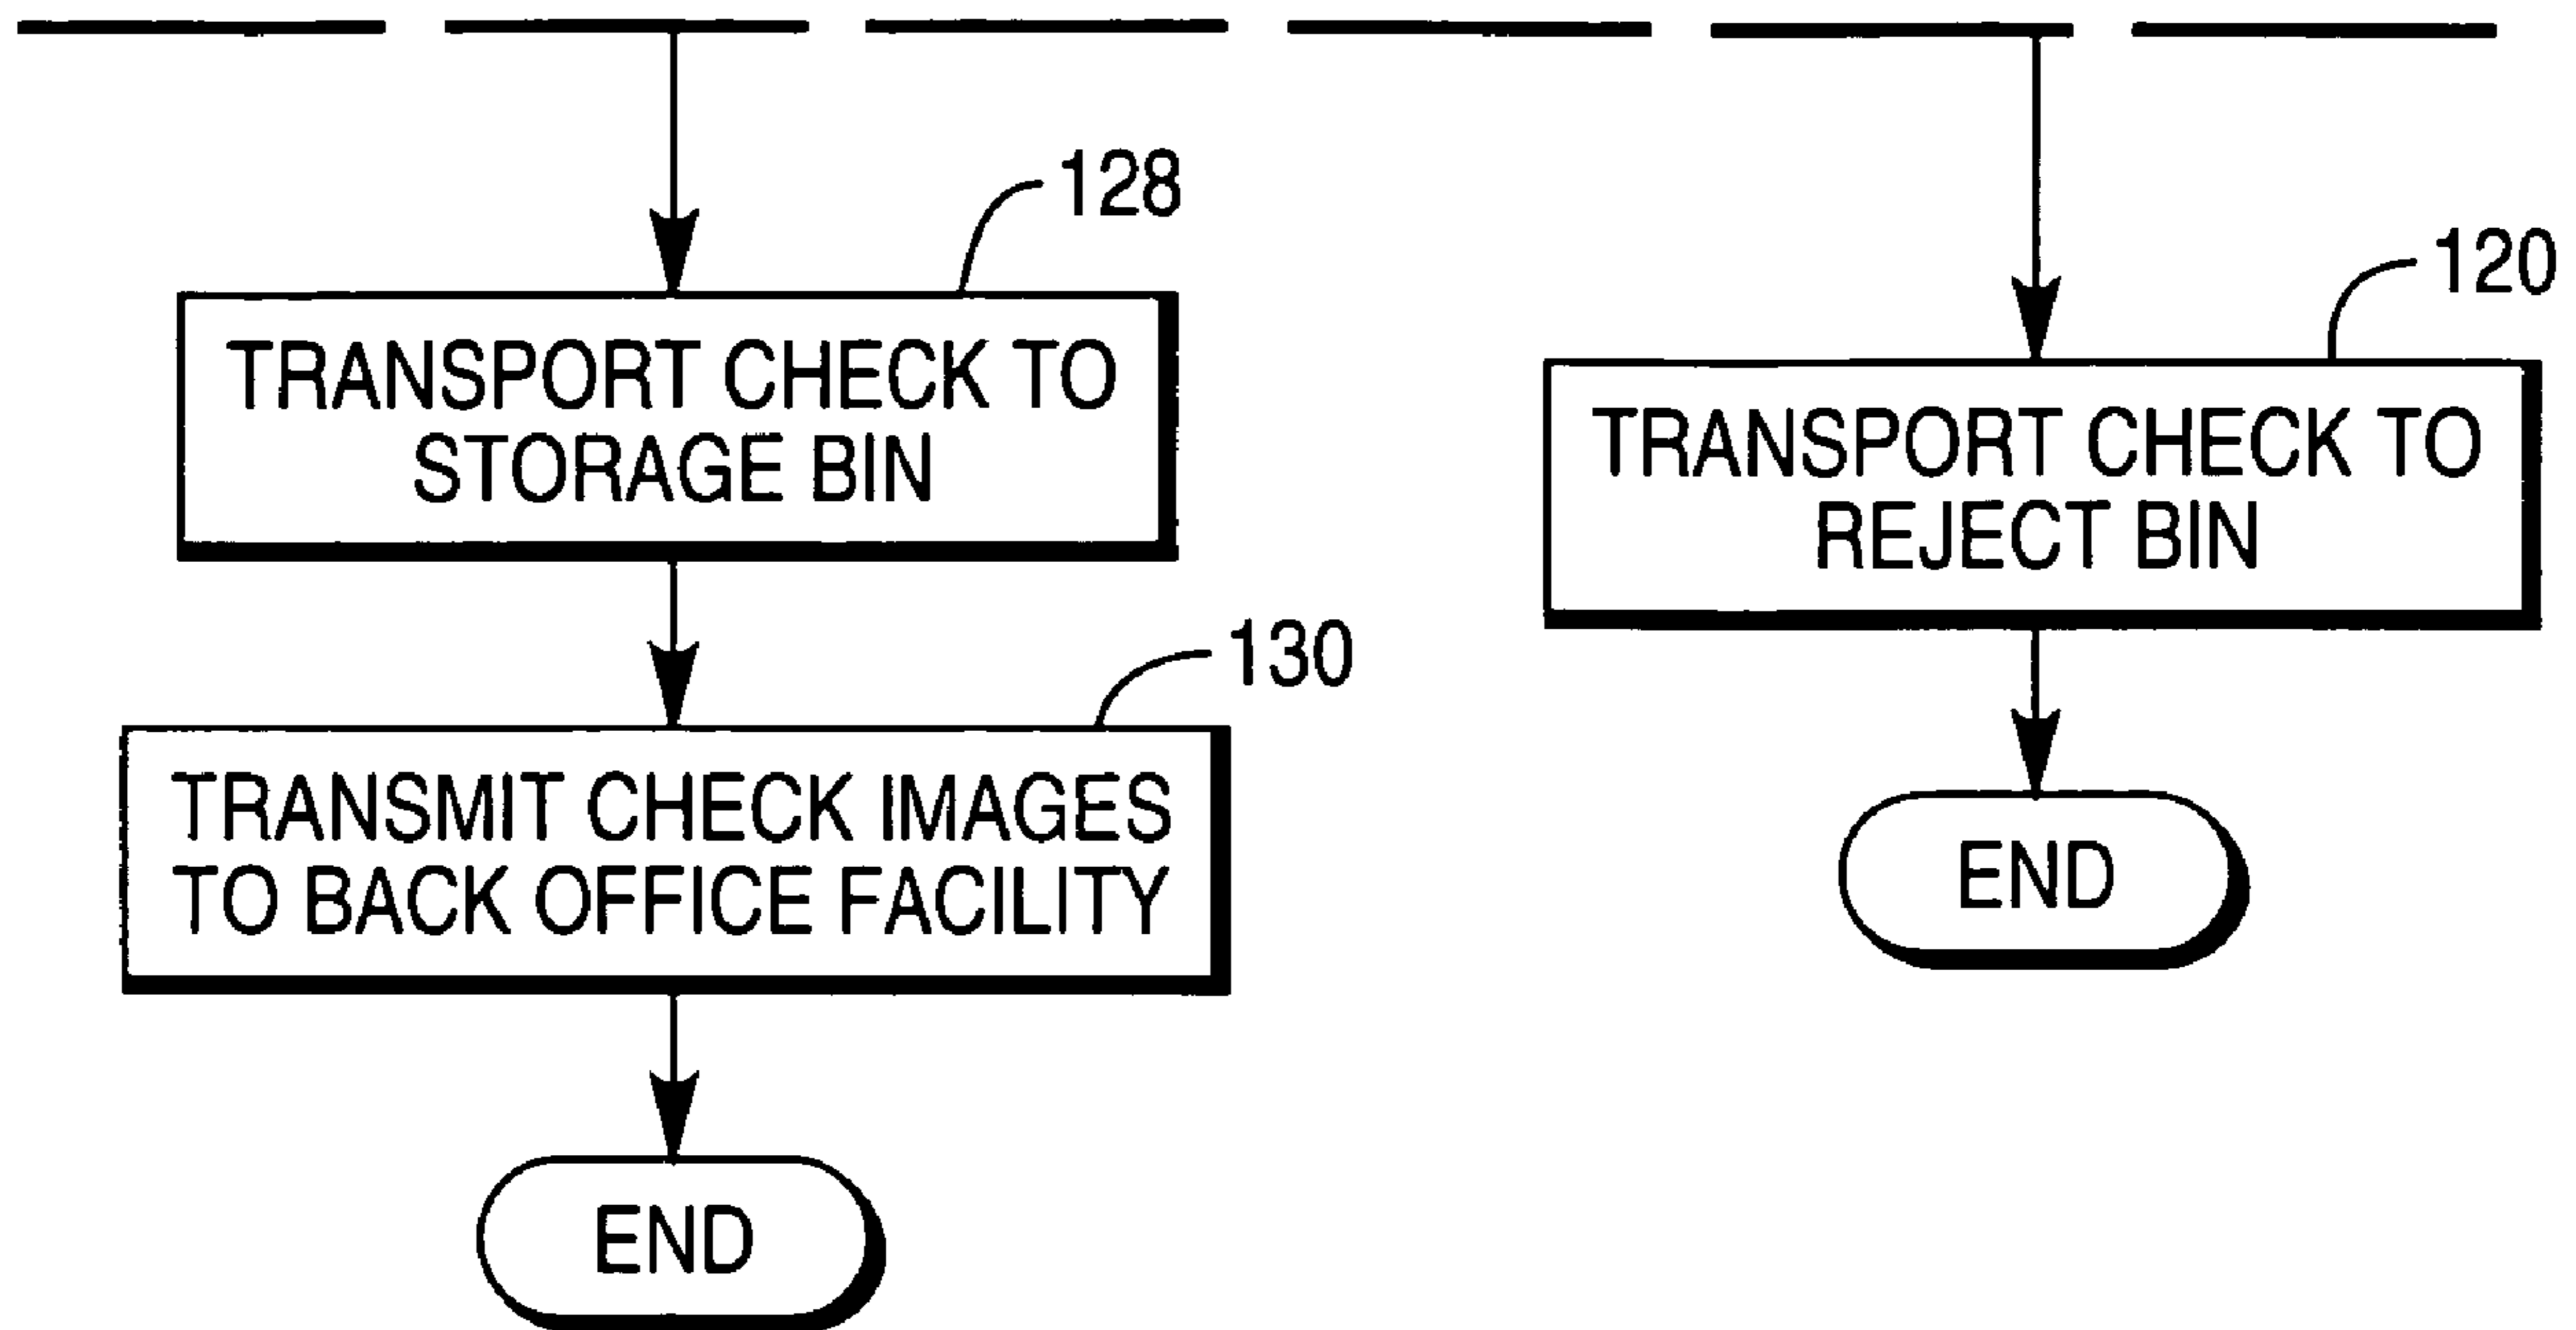 128
TRANSPORT CHECK TO
STORAGE BIN
130
TRANSMIT CHECK IMAGES
TO BACK OFFICE FACILITY
END
120
TRANSPORT CHECK TO
REJECT BIN
END